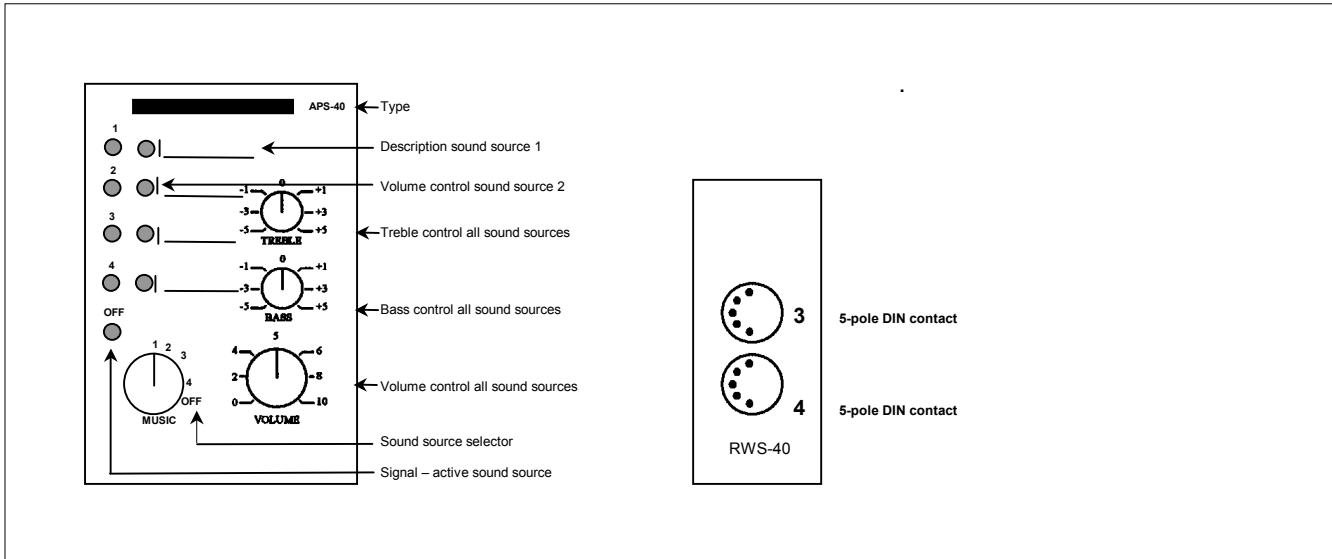 APS-40
Type
1
Description sound source 1
2
Volume control sound source 2
0
-1 +1
-3 +3
-5 +5
TREBLE
3
Treble control all sound sources
4
0
-1 +1
-3 +3
-5 +5
BASS
Bass control all sound sources
OFF
1 2 3 4 OFF
MUSIC
5
4 6
2 8
0 10
VOLUME
Volume control all sound sources
Sound source selector
Signal – active sound source
3 5-pole DIN contact
4 5-pole DIN contact
RWS-40